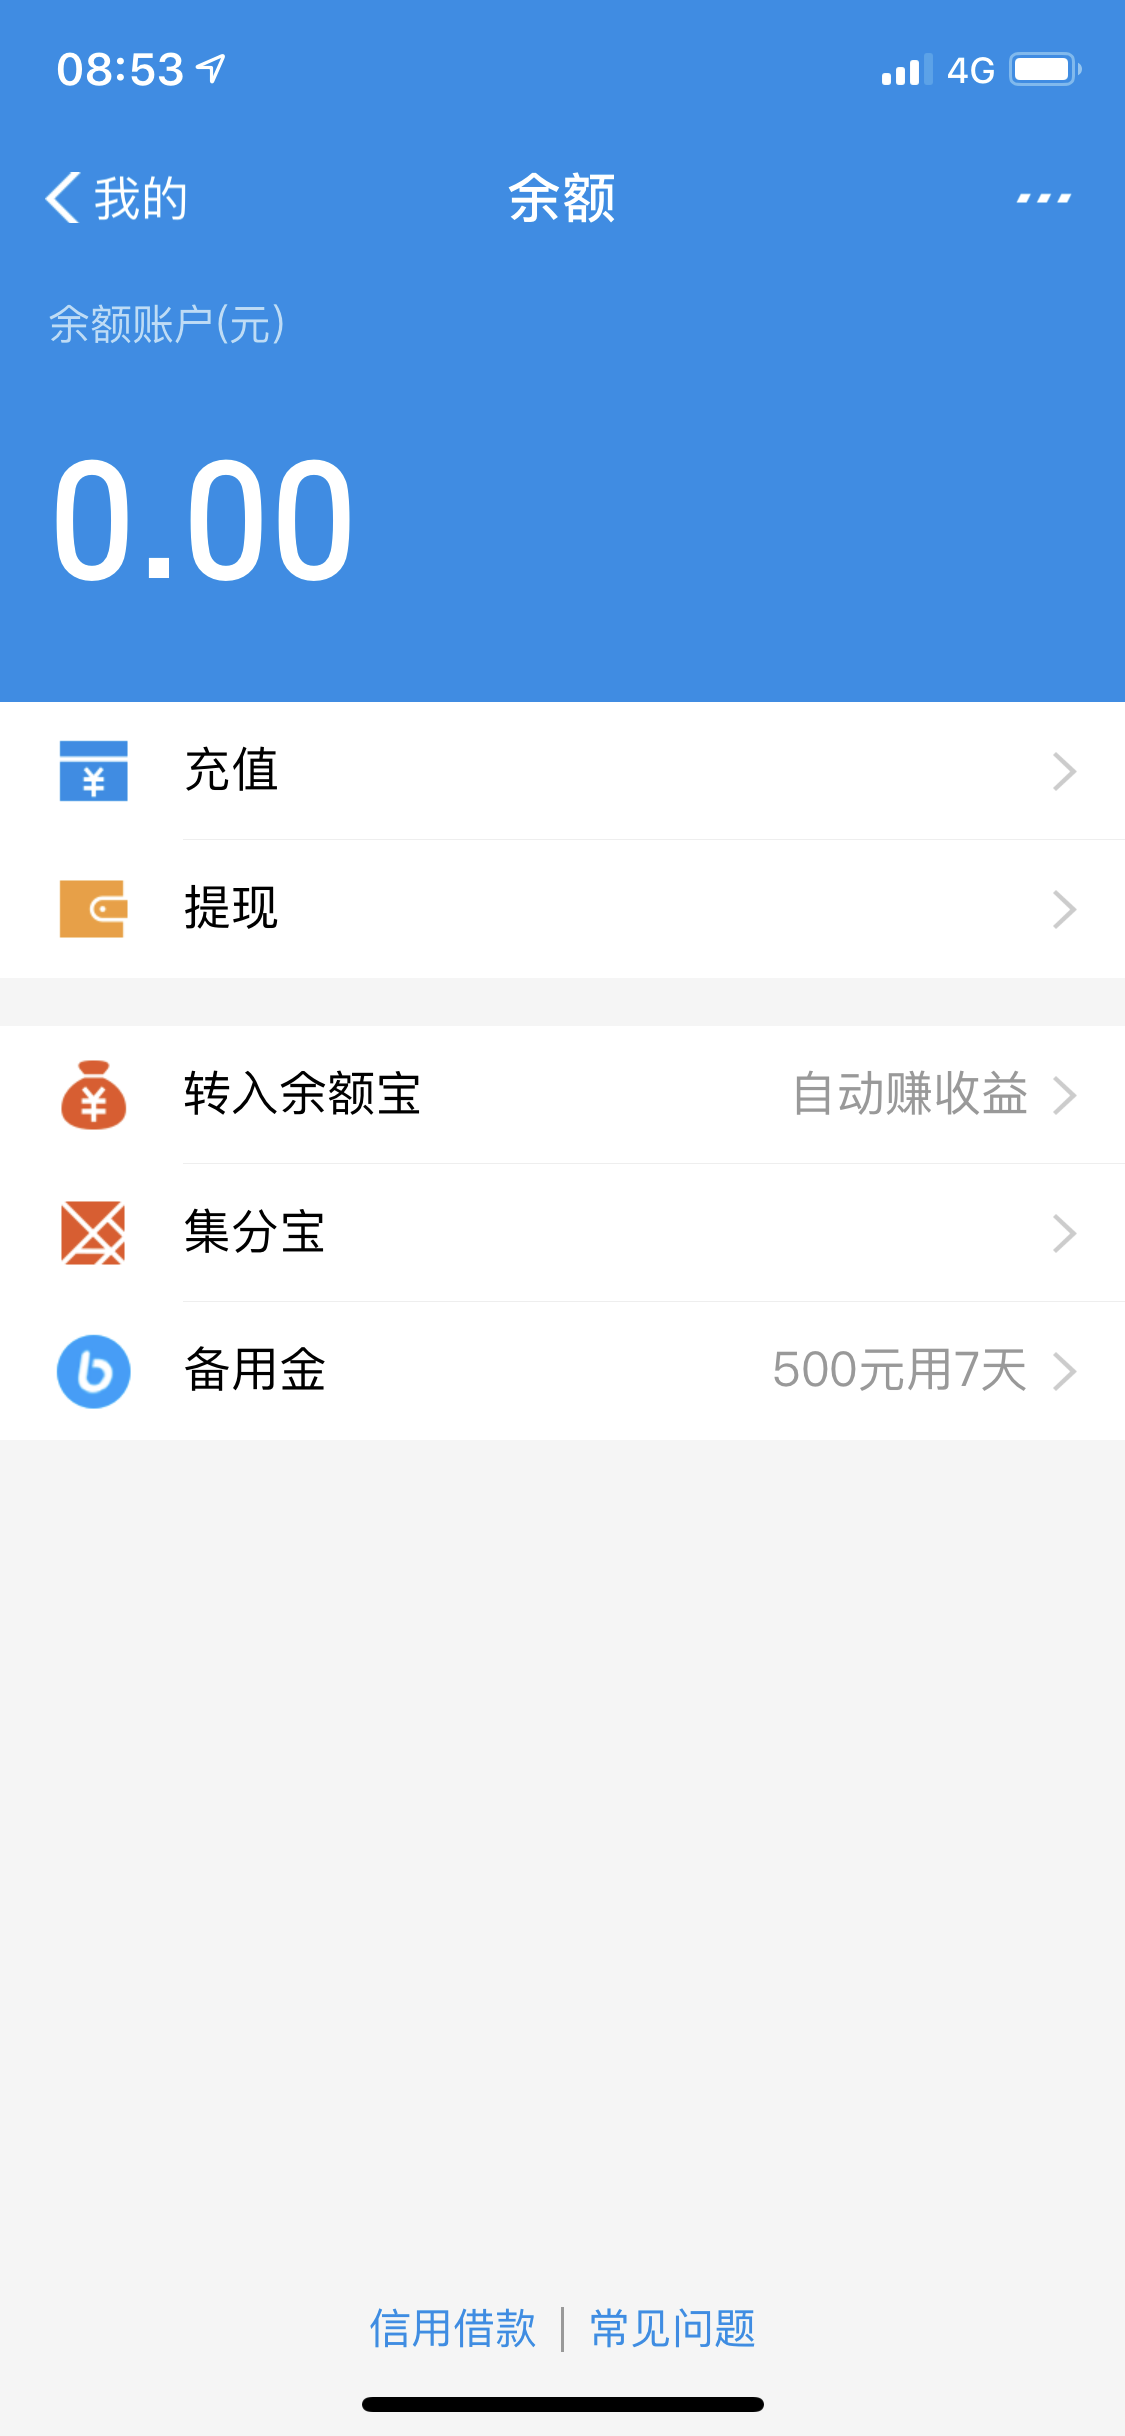 08:53 4G
我的 余额
余额账户(元)
0.00
充值
提现
转入余额宝 自动赚收益
集分宝
备用金 500元用7天
信用借款 | 常见问题